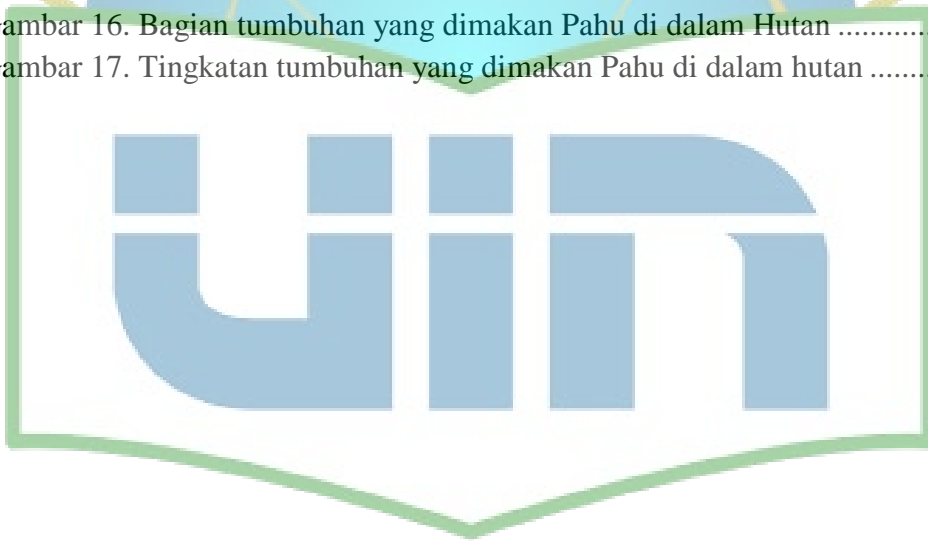 ambar 16. Bagian tumbuhan yang dimakan Pahu di dalam Hutan ............
ambar 17. Tingkatan tumbuhan yang dimakan Pahu di dalam hutan ........
uin